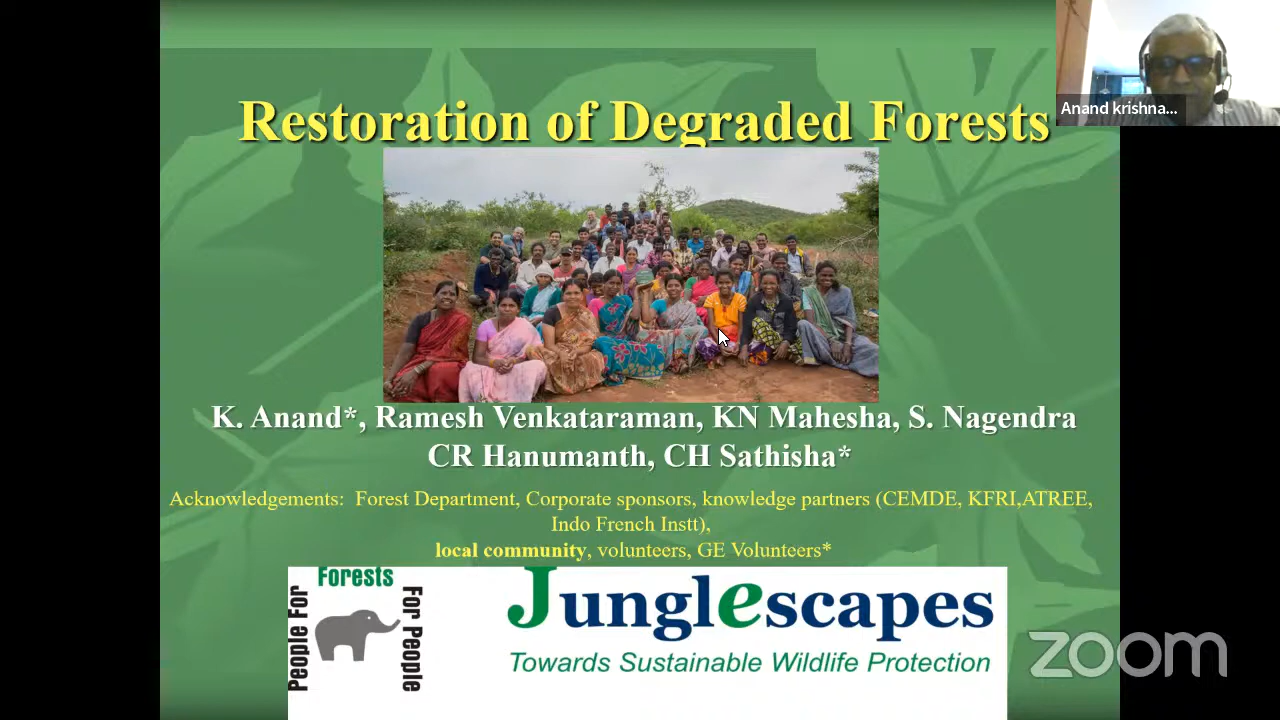 Restoration of Degraded Forests
Anand krishna...
K. Anand*, Ramesh Venkataraman, KN Mahesha, S. Nagendra
CR Hanumanth, CH Sathisha*
Acknowledgements: Forest Department, Corporate sponsors, knowledge partners (CEMDE, KFRI,ATREE,
Indo French Instt),
local community, volunteers, GE Volunteers*
People For
Forests
For People
JunglEscapes
Towards Sustainable Wildlife Protection
zoom